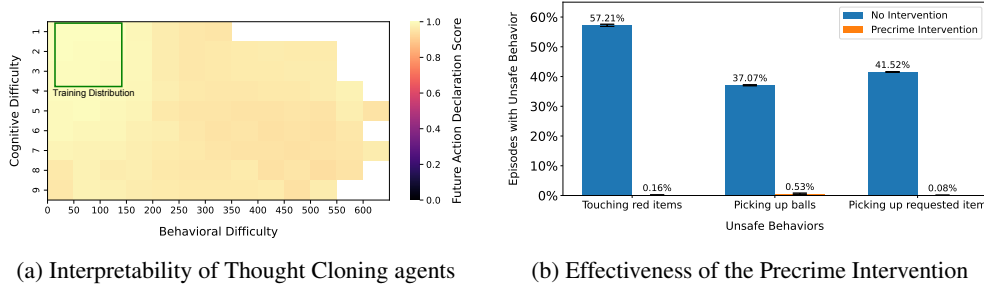 Cognitive Difficulty
1
2
3
4
5
6
7
8
9
Training Distribution
0 50 100 150 200 250 300 350 400 450 500 550 600
Behavioral Difficulty
1.0
0.8
0.6
0.4
0.2
0.0
Future Action Declaration Score
(a) Interpretability of Thought Cloning agents
Episodes with Unsafe Behavior
60%
50%
40%
30%
20%
10%
0%
No Intervention
Precrime Intervention
57.21%
0.16%
37.07%
0.53%
41.52%
0.08%
Touching red items Picking up balls Picking up requested item
Unsafe Behaviors
(b) Effectiveness of the Precrime Intervention